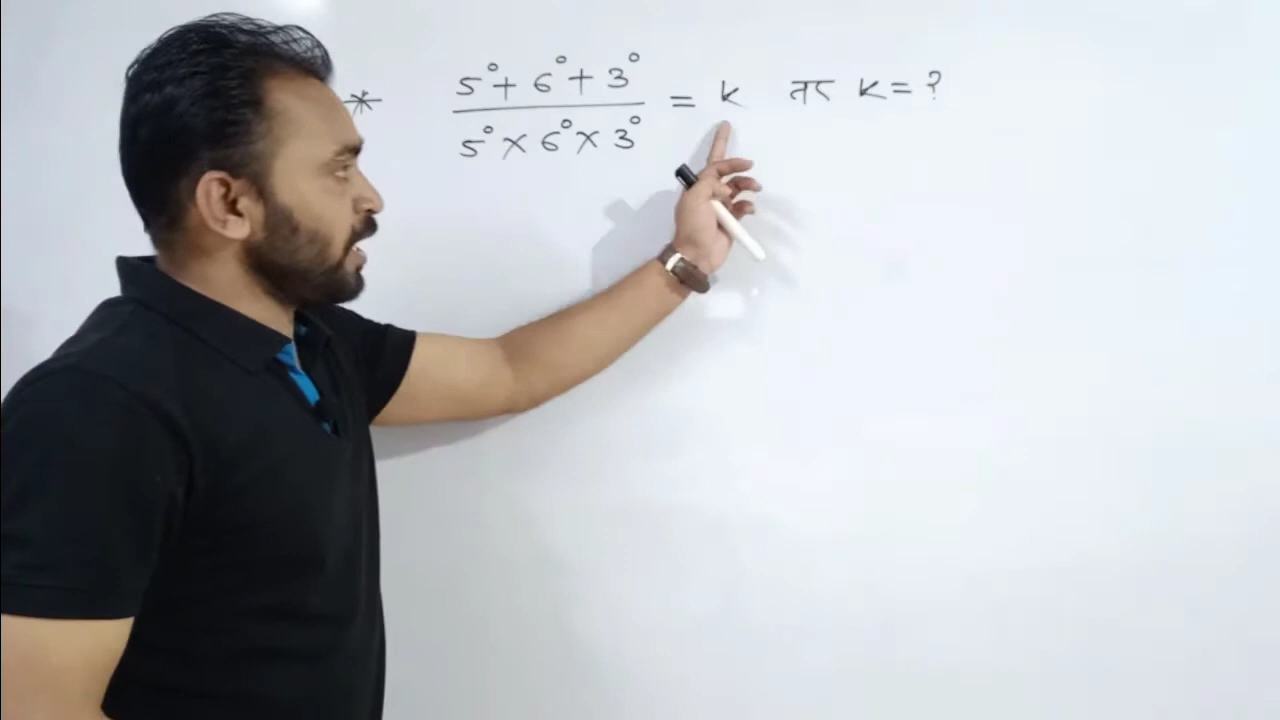 * (5° + 6° + 3°) / (5° × 6° × 3°) = k तर k = ?